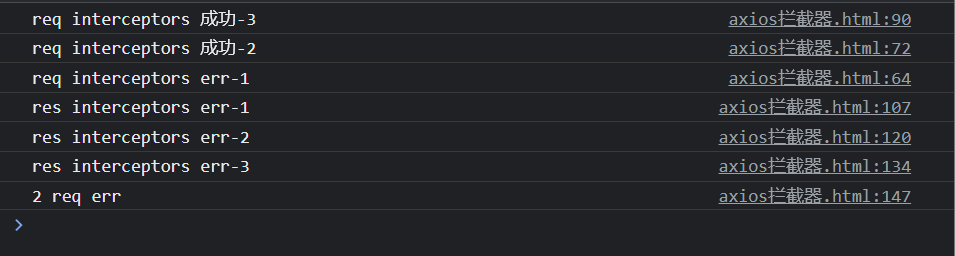 req interceptors 成功-3 axios拦截器.html:90
req interceptors 成功-2 axios拦截器.html:72
req interceptors err-1 axios拦截器.html:64
res interceptors err-1 axios拦截器.html:107
res interceptors err-2 axios拦截器.html:120
res interceptors err-3 axios拦截器.html:134
2 req err axios拦截器.html:147